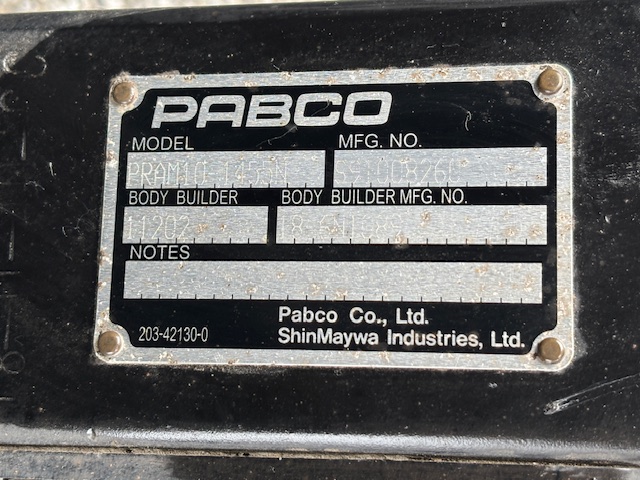 PABCO
MODEL MFG. NO.
BODY BUILDER BODY BUILDER MFG. NO.
11202
NOTES
Pabco Co., Ltd.
203-42130-0 ShinMaywa Industries, Ltd.